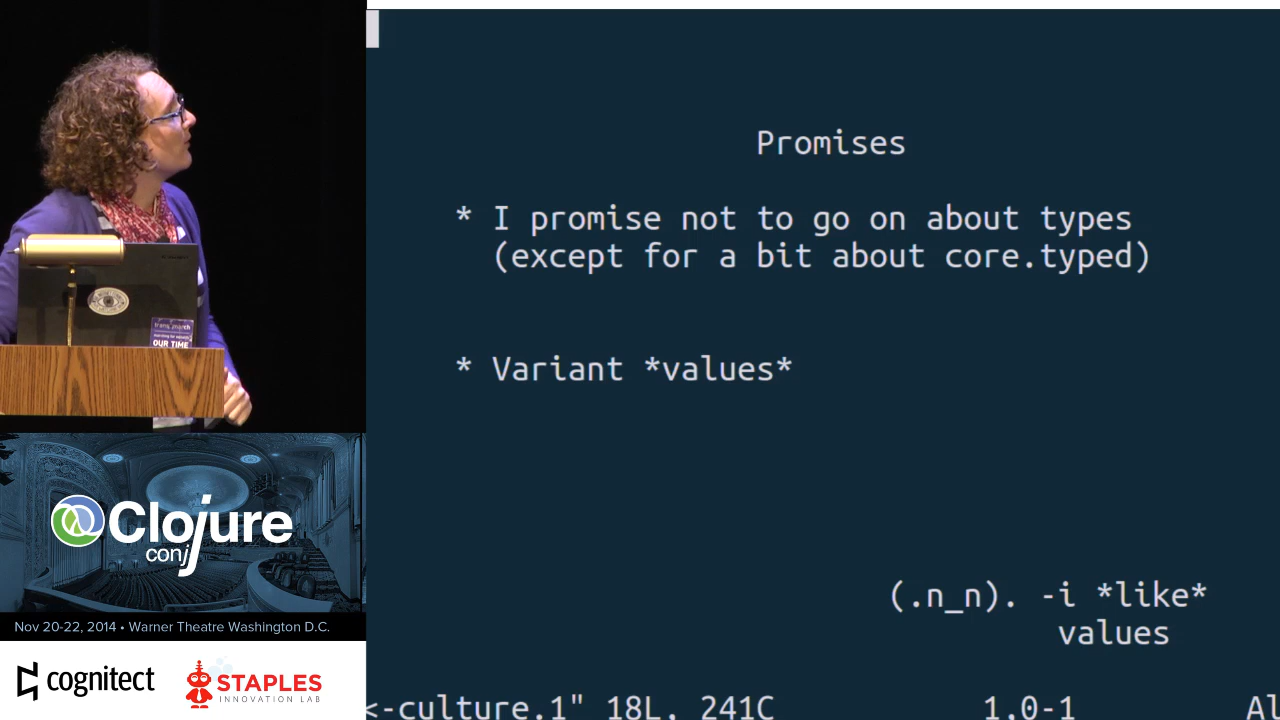 Promises
* I promise not to go on about types
(except for a bit about core.typed)
* Variant *values*
(.n_n). -i *like*
values
<-culture.1" 18L, 241C 1,0-1 Al
OUR TIME
Clojure
conj
Nov 20-22, 2014 • Warner Theatre Washington D.C.
cognitect
STAPLES
INNOVATION LAB